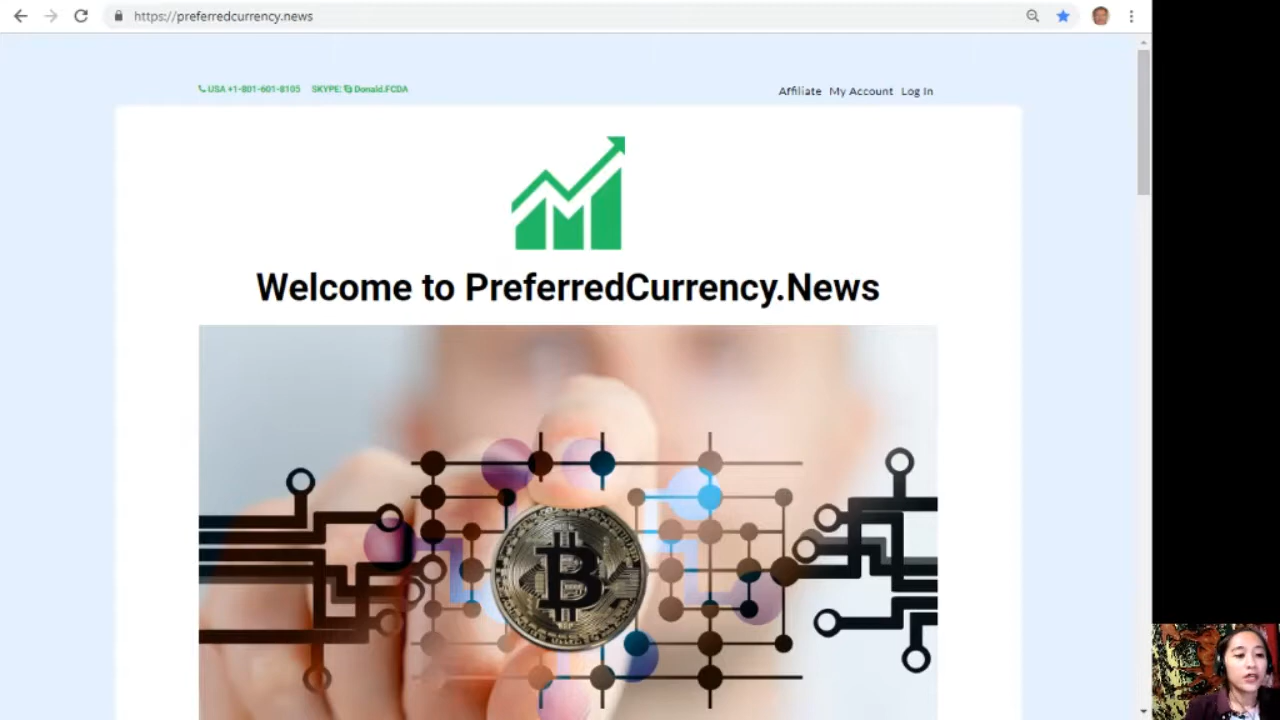 https://preferredcurrency.news
USA +1-801-601-8105 SKYPE: Donald.FCDA
Affiliate My Account Log In
Welcome to PreferredCurrency.News